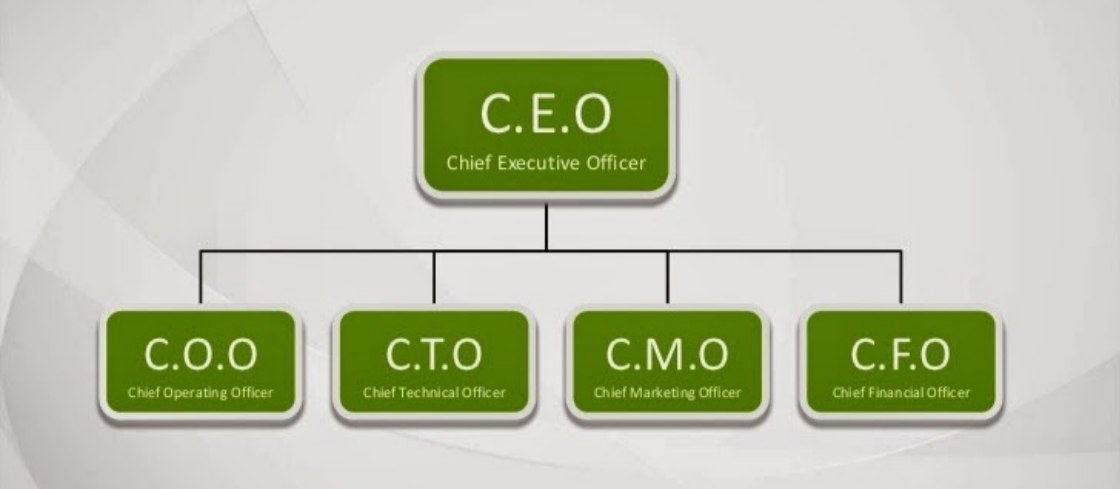 C.E.O
Chief Executive Officer
C.O.O
Chief Operating Officer
C.T.O
Chief Technical Officer
C.M.O
Chief Marketing Officer
C.F.O
Chief Financial Officer